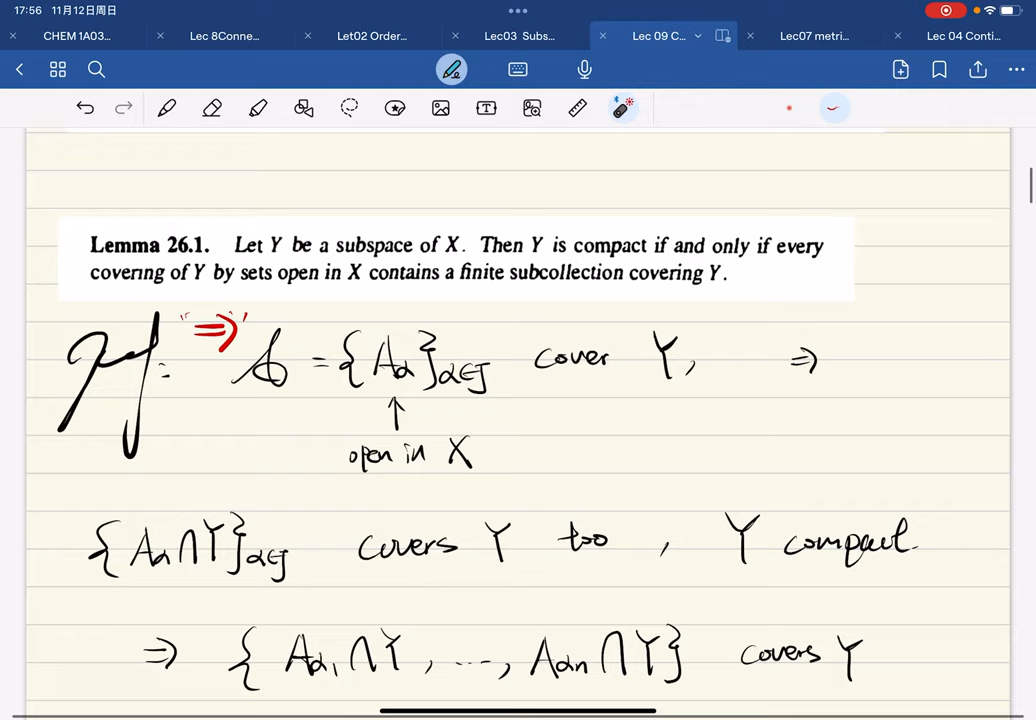 17:56 11月12日周日
CHEM 1A03... Lec 8Conne... Let02 Order... Lec03 Subs... Lec 09 C... Lec07 metri... Lec 04 Conti...
Lemma 26.1. Let Y be a subspace of X. Then Y is compact if and only if every
covering of Y by sets open in X contains a finite subcollection covering Y.
"⇒" 𝒜 = {Aα}α∈J cover Y, ⇒
↑
open in X
{Aα∩Y}α∈J covers Y too , Y compact.
⇒ { Aα₁∩Y, ..., Aαn∩Y} covers Y